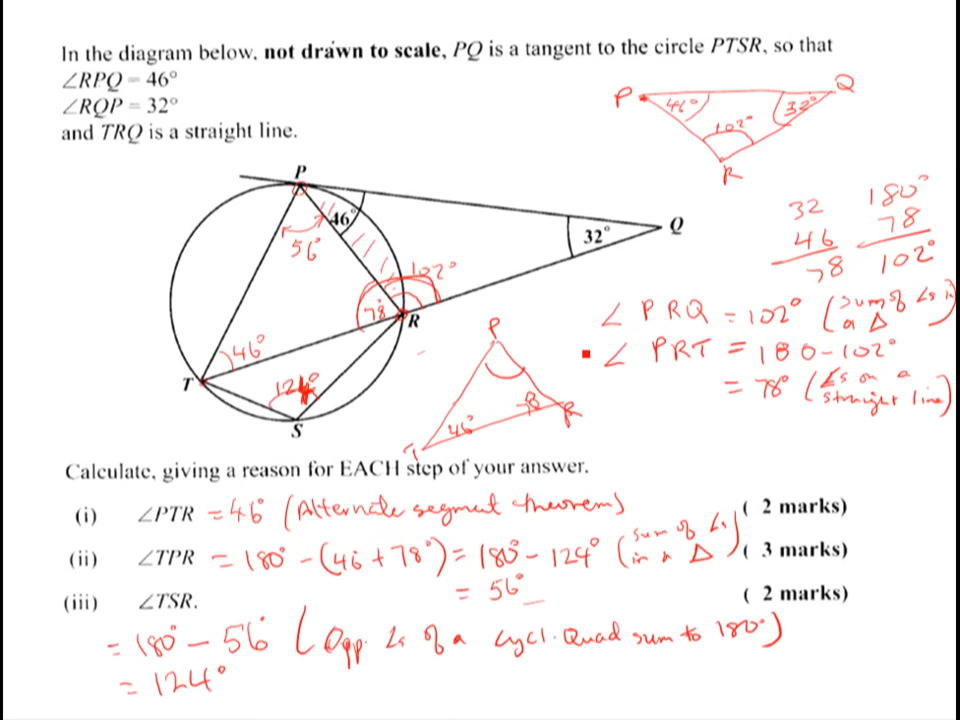 In the diagram below, not drawn to scale, PQ is a tangent to the circle PTSR, so that
∠RPQ = 46°
∠RQP = 32°
and TRQ is a straight line.
P 46° 32° Q
102°
R
32
46
78
180°
78
102°
P
46°
56°
32° Q
102°
78°
R
46°
T
124°
S
P
46° 78 R
T
∠PRQ = 102° (sum of ∠s in a Δ)
∠PRT = 180 - 102°
= 78° (∠s on a straight line)
Calculate, giving a reason for EACH step of your answer.
(i) ∠PTR = 46° (Alternate segment theorem) ( 2 marks)
(ii) ∠TPR = 180° - (46 + 78°) = 180° - 124° (sum of ∠s in a Δ) ( 3 marks)
= 56°
(iii) ∠TSR. ( 2 marks)
= 180° - 56° (Opp. ∠s of a cycl. Quad sum to 180°)
= 124°